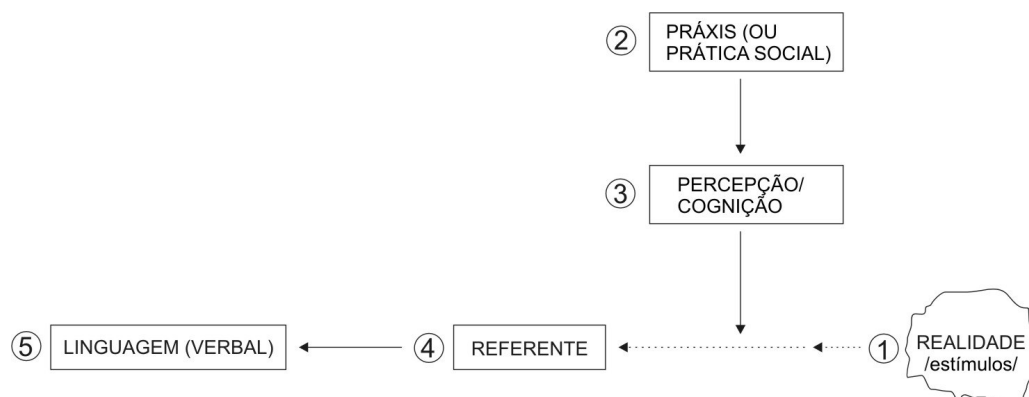 ② PRÁXIS (OU
PRÁTICA SOCIAL)
③ PERCEPÇÃO/
COGNIÇÃO
⑤ LINGUAGEM (VERBAL)
④ REFERENTE
① REALIDADE
/estímulos/